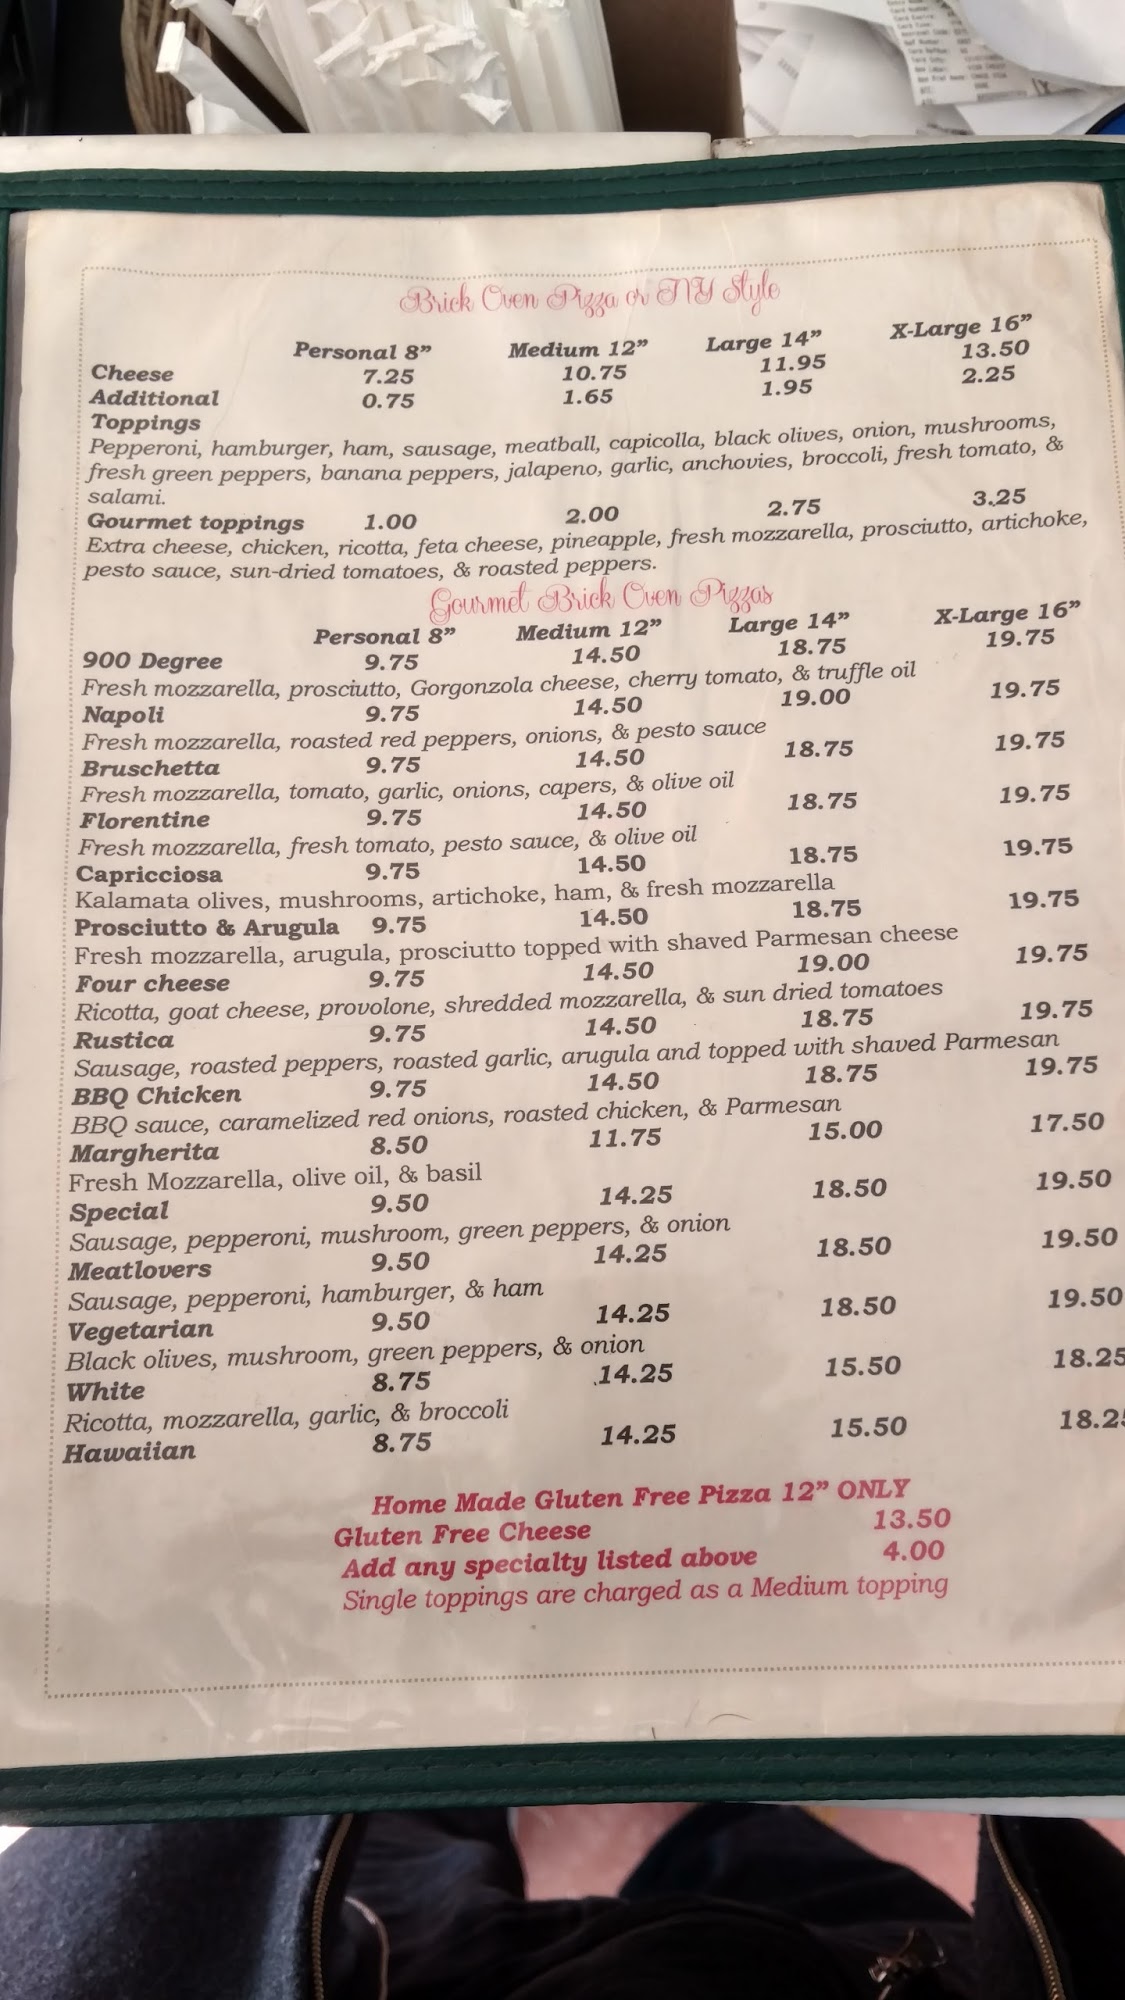 Brick Oven Pizza or NY Style
Personal 8” Medium 12” Large 14” X-Large 16”
Cheese 7.25 10.75 11.95 13.50
Additional 0.75 1.65 1.95 2.25
Toppings
Pepperoni, hamburger, ham, sausage, meatball, capicolla, black olives, onion, mushrooms,
fresh green peppers, banana peppers, jalapeno, garlic, anchovies, broccoli, fresh tomato, &
salami.
Gourmet toppings 1.00 2.00 2.75 3.25
Extra cheese, chicken, ricotta, feta cheese, pineapple, fresh mozzarella, prosciutto, artichoke,
pesto sauce, sun-dried tomatoes, & roasted peppers.
Gourmet Brick Oven Pizzas
Personal 8” Medium 12” Large 14” X-Large 16”
900 Degree 9.75 14.50 18.75 19.75
Fresh mozzarella, prosciutto, Gorgonzola cheese, cherry tomato, & truffle oil
Napoli 9.75 14.50 19.00 19.75
Fresh mozzarella, roasted red peppers, onions, & pesto sauce
Bruschetta 9.75 14.50 18.75 19.75
Fresh mozzarella, tomato, garlic, onions, capers, & olive oil
Florentine 9.75 14.50 18.75 19.75
Fresh mozzarella, fresh tomato, pesto sauce, & olive oil
Capricciosa 9.75 14.50 18.75 19.75
Kalamata olives, mushrooms, artichoke, ham, & fresh mozzarella
Prosciutto & Arugula 9.75 14.50 18.75 19.75
Fresh mozzarella, arugula, prosciutto topped with shaved Parmesan cheese
Four cheese 9.75 14.50 19.00 19.75
Ricotta, goat cheese, provolone, shredded mozzarella, & sun dried tomatoes
Rustica 9.75 14.50 18.75 19.75
Sausage, roasted peppers, roasted garlic, arugula and topped with shaved Parmesan
BBQ Chicken 9.75 14.50 18.75 19.75
BBQ sauce, caramelized red onions, roasted chicken, & Parmesan
Margherita 8.50 11.75 15.00 17.50
Fresh Mozzarella, olive oil, & basil
Special 9.50 14.25 18.50 19.50
Sausage, pepperoni, mushroom, green peppers, & onion
Meatlovers 9.50 14.25 18.50 19.50
Sausage, pepperoni, hamburger, & ham
Vegetarian 9.50 14.25 18.50 19.50
Black olives, mushroom, green peppers, & onion
White 8.75 14.25 15.50 18.25
Ricotta, mozzarella, garlic, & broccoli
Hawaiian 8.75 14.25 15.50 18.2
Home Made Gluten Free Pizza 12” ONLY
Gluten Free Cheese 13.50
Add any specialty listed above 4.00
Single toppings are charged as a Medium topping